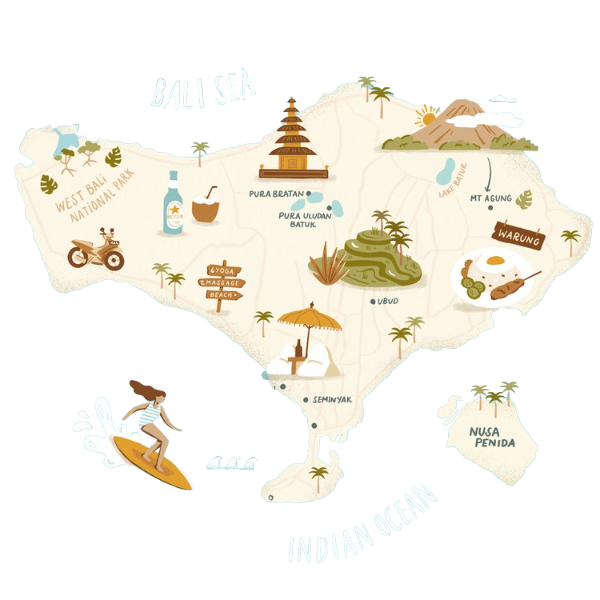 BALI SEA
WEST BALI
NATIONAL PARK
PURA BRATAN
PURA ULUDAN
BATUK
LAKE BATUR
MT AGUNG
WARUNG
YOGA
MASSAGE
BEACH
UBUD
SEMINYAK
NUSA
PENIDA
INDIAN OCEAN